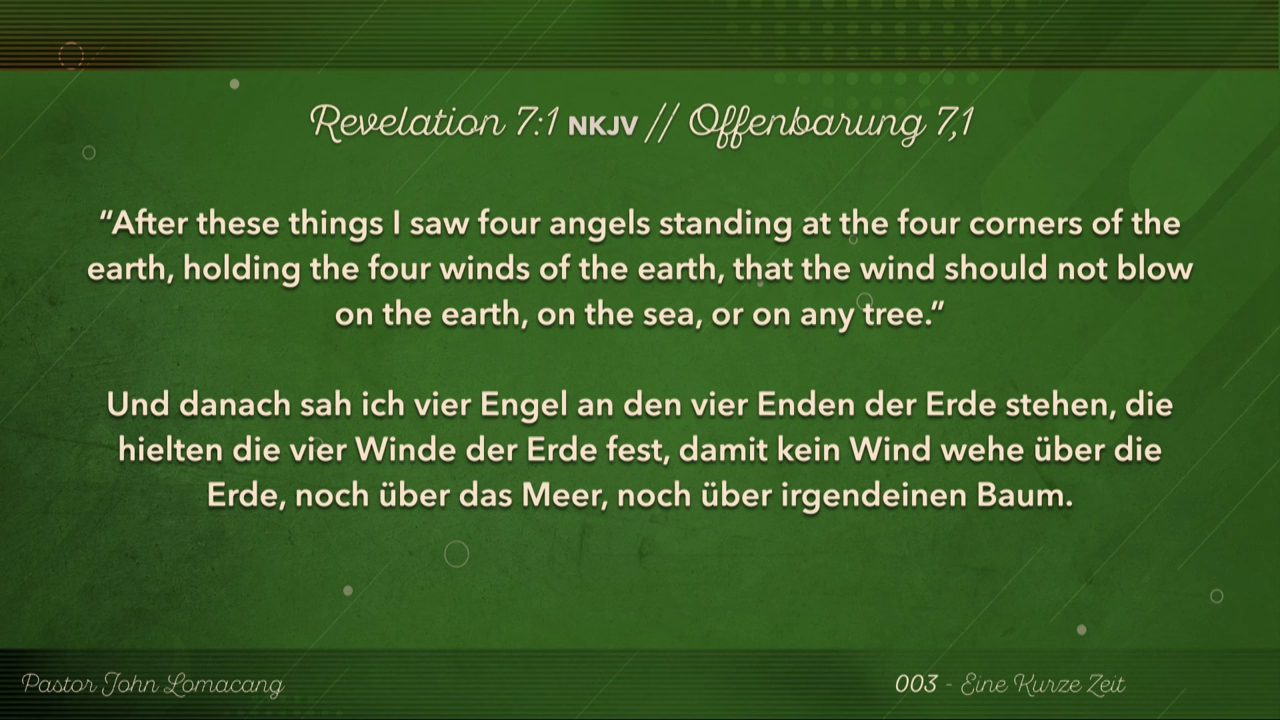 Revelation 7:1 NKJV // Offenbarung 7,1
“After these things I saw four angels standing at the four corners of the
earth, holding the four winds of the earth, that the wind should not blow
on the earth, on the sea, or on any tree.”
Und danach sah ich vier Engel an den vier Enden der Erde stehen, die
hielten die vier Winde der Erde fest, damit kein Wind wehe über die
Erde, noch über das Meer, noch über irgendeinen Baum.
Pastor John Lomacang
003 - Eine Kurze Zeit